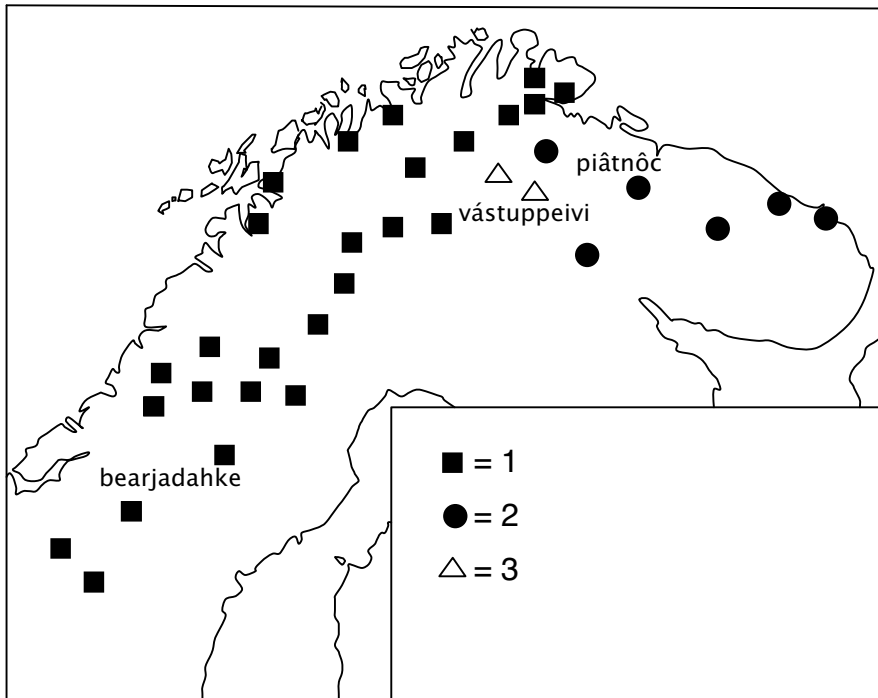 piâtnôc
vástuppeivi
bearjadahke
= 1
= 2
= 3